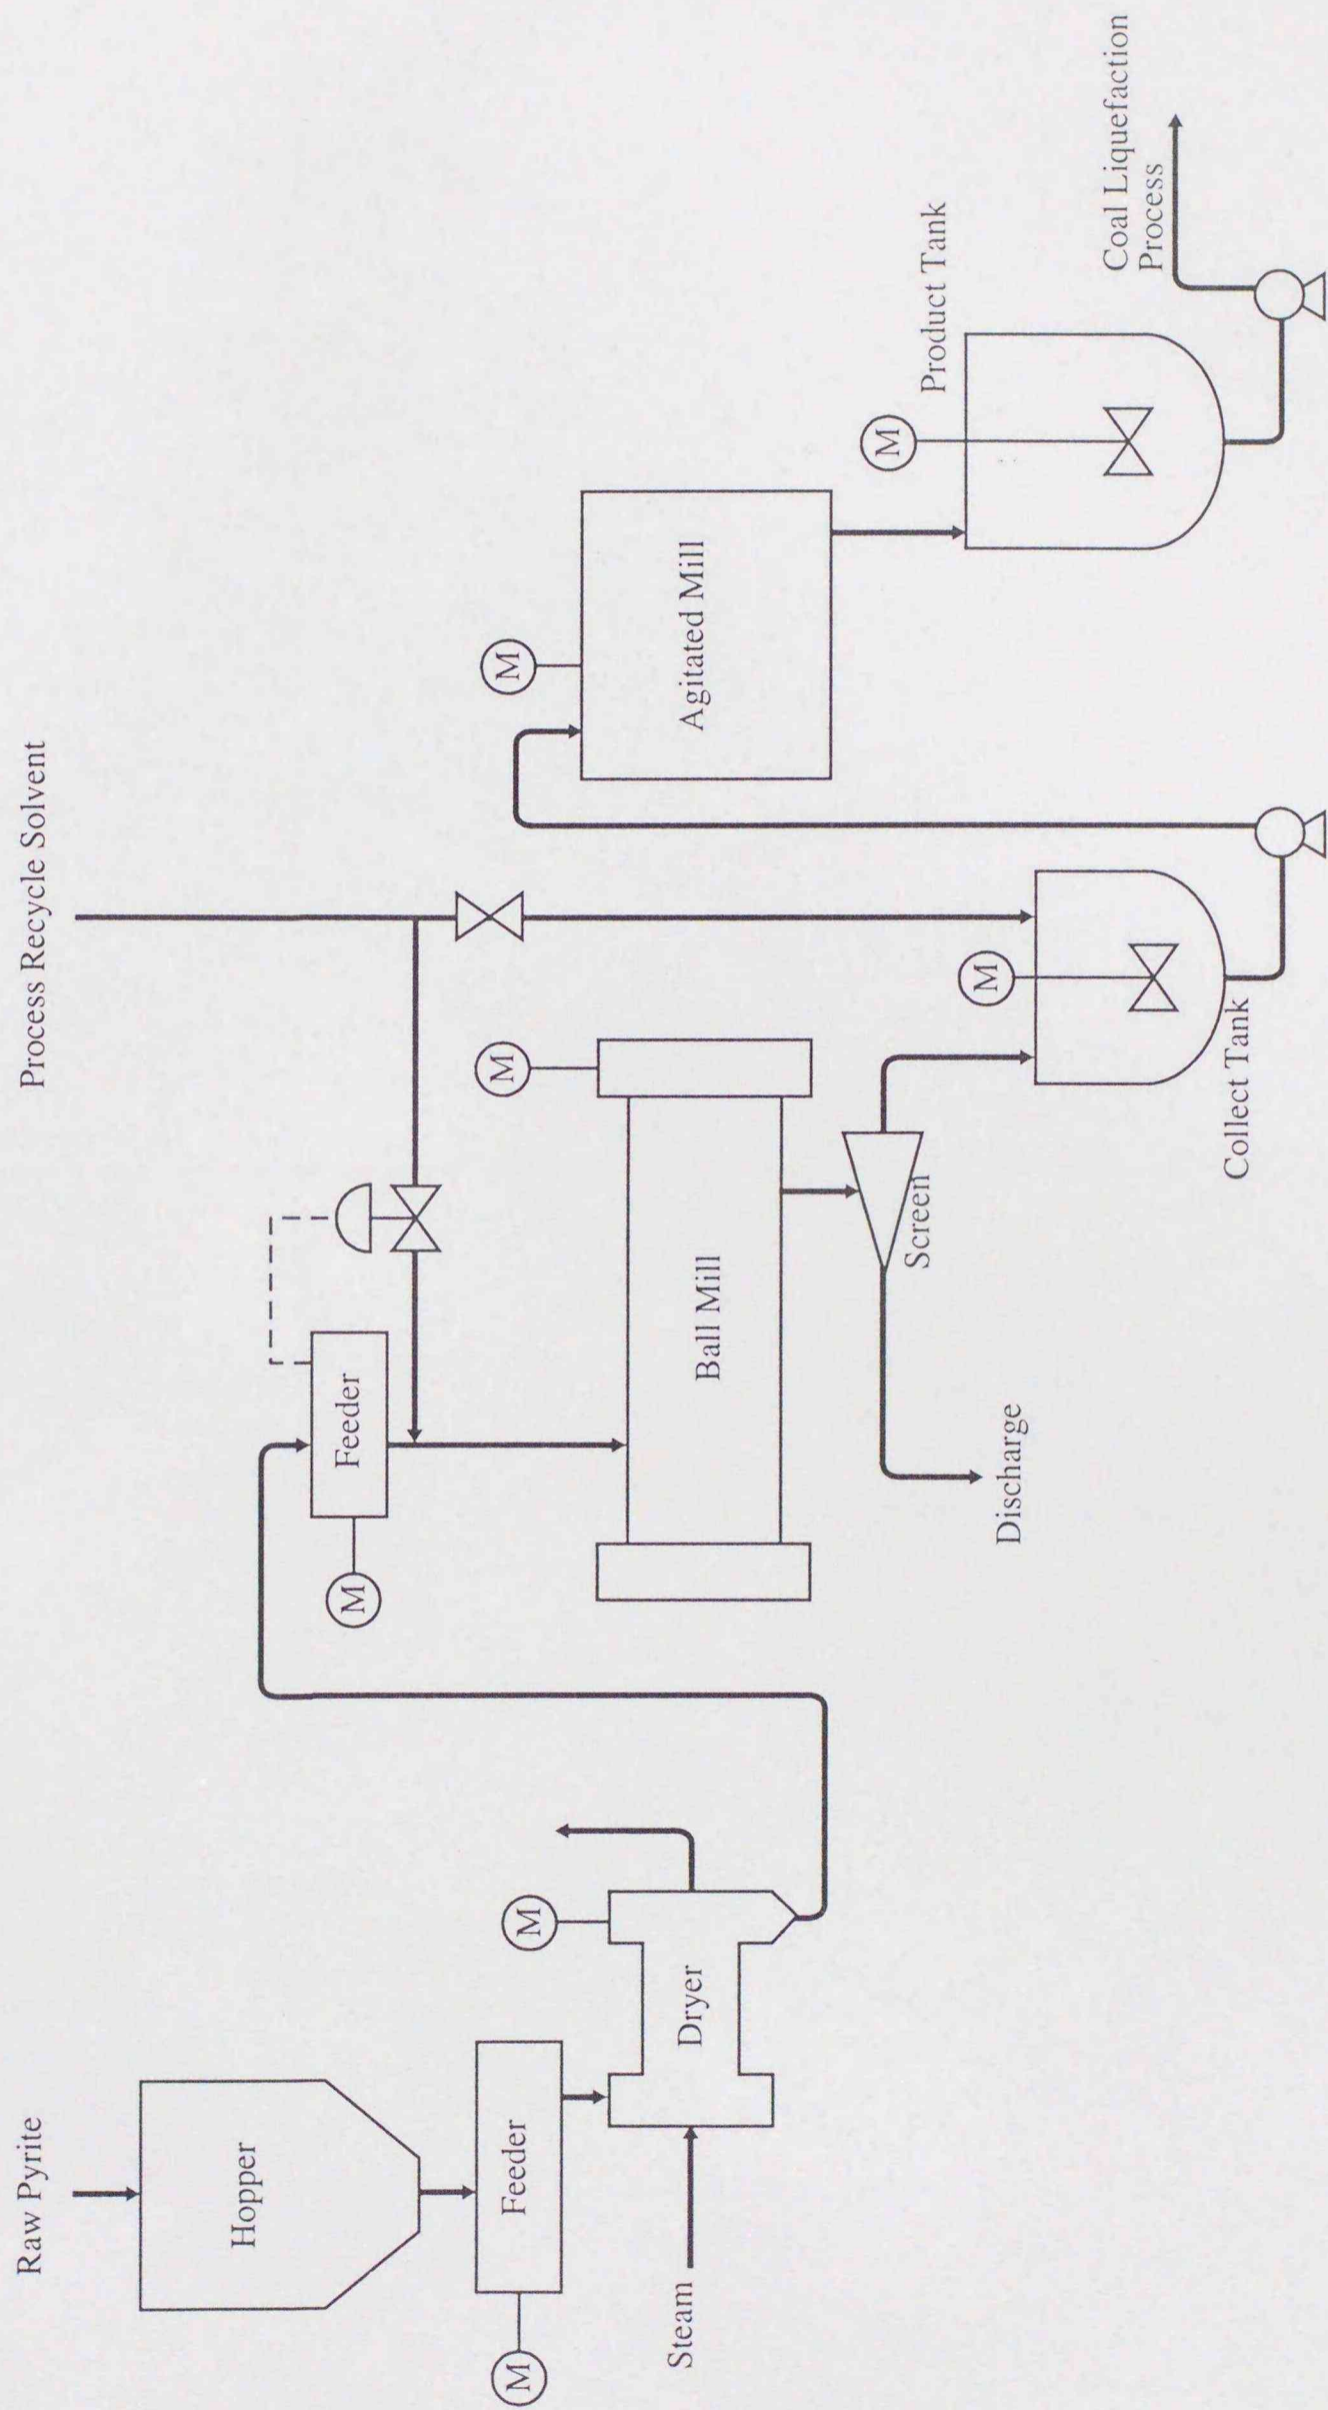 Raw Pyrite
Hopper
M
Feeder
Steam
M
Dryer
M
Feeder
Process Recycle Solvent
M
Ball Mill
Screen
Discharge
M
Collect Tank
M
Agitated Mill
M
Product Tank
Coal Liquefaction
Process